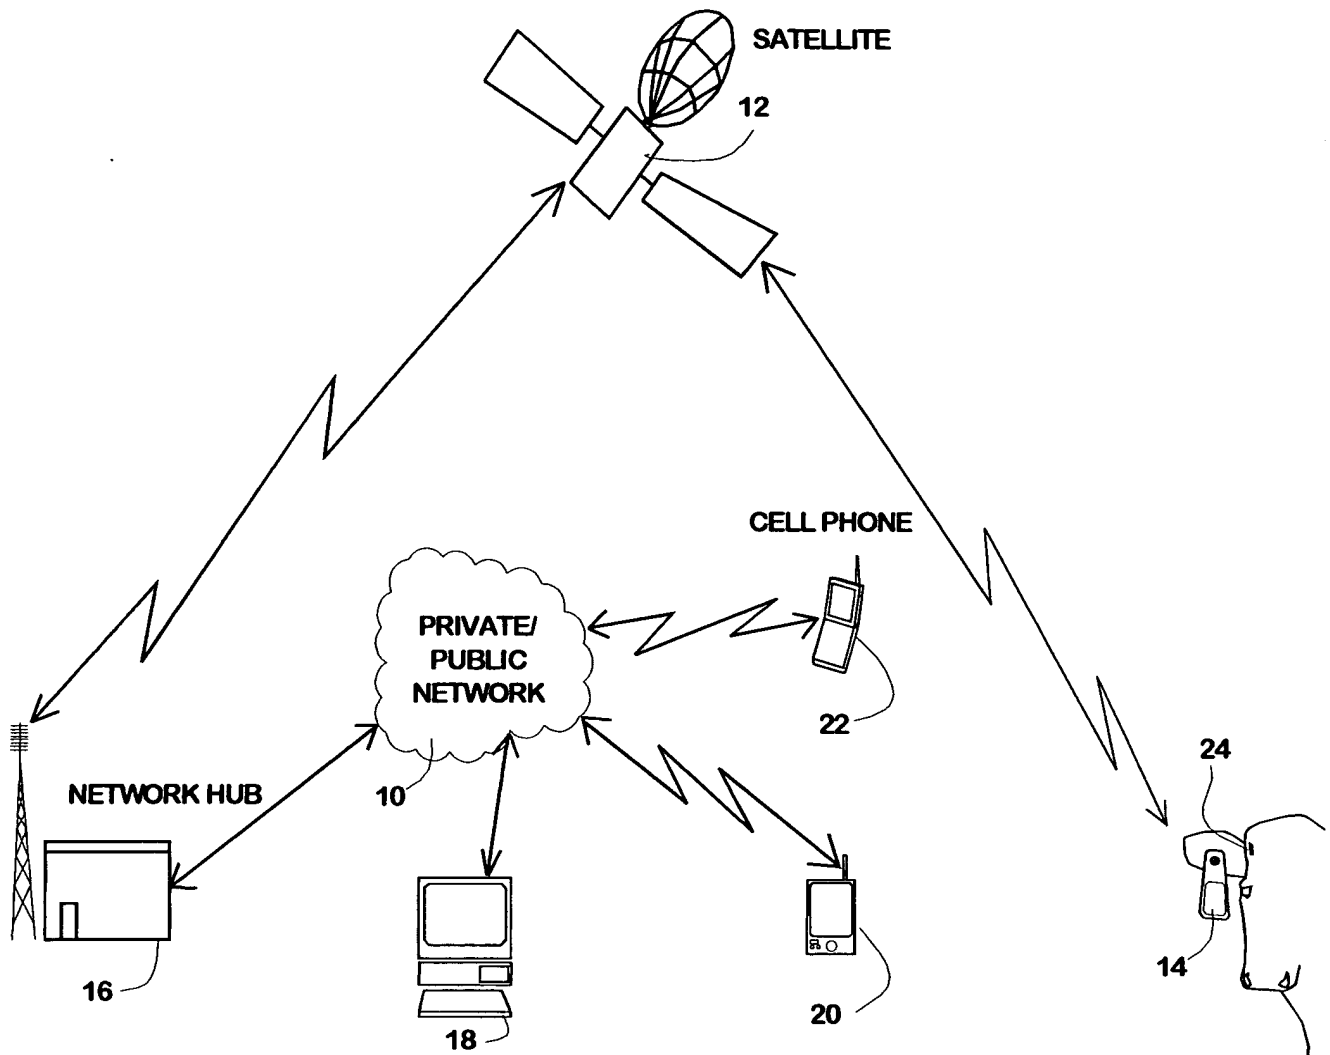 SATELLITE
12
CELL PHONE
PRIVATE/
PUBLIC
NETWORK
22
24
NETWORK HUB
10
14
16
20
18